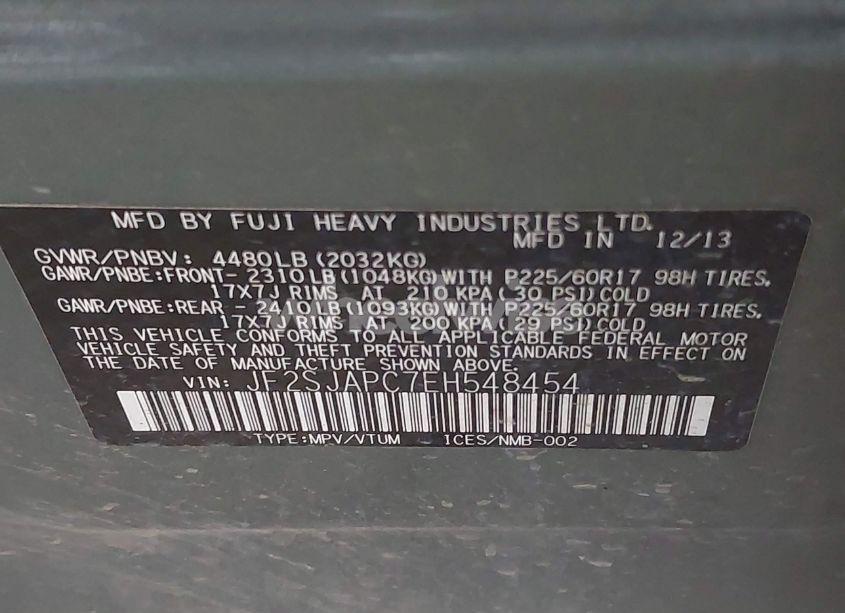 MFD BY FUJI HEAVY INDUSTRIES LTD.
MFD IN 12/13
GVWR/PNBV: 4480LB (2032KG)
GAWR/PNBE:FRONT- 2310LB(1048KG)WITH P225/60R17 98H TIRES,
17X7J RIMS AT 210 KPA(30 PSI)COLD
GAWR/PNBE:REAR - 2410LB(1093KG)WITH P225/60R17 98H TIRES,
17X7J RIMS AT 200 KPA(29 PSI)COLD
THIS VEHICLE CONFORMS TO ALL APPLICABLE FEDERAL MOTOR
VEHICLE SAFETY AND THEFT PREVENTION STANDARDS IN EFFECT ON
THE DATE OF MANUFACTURE SHOWN ABOVE.
VIN: JF2SJAPC7EH548454
TYPE:MPV/VTUM ICES/NMB-002